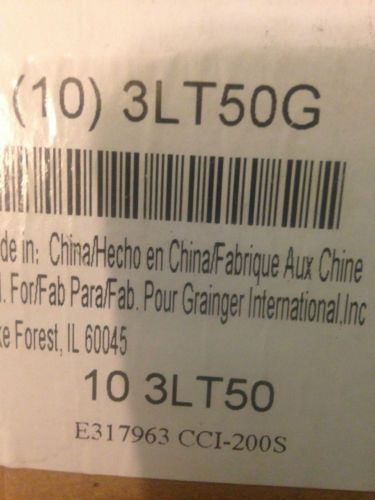 (10) 3LT50G
de in: China/Hecho en China/Fabrique Aux Chine
. For/Fab Para/Fab. Pour Grainger International,Inc
ke Forest, IL 60045
10 3LT50
E317963 CCI-200S